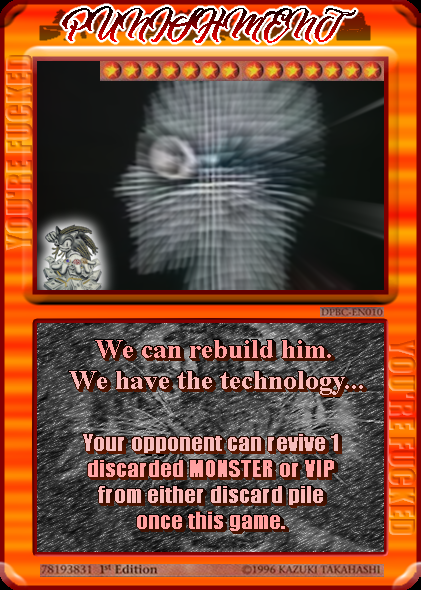 PUNISHMENT
YOU'RE FUCKED
DPBC-EN010
We can rebuild him.
We have the technology...
Your opponent can revive 1
discarded MONSTER or VIP
from either discard pile
once this game.
YOU'RE FUCKED
78193831 1st Edition ©1996 KAZUKI TAKAHASHI